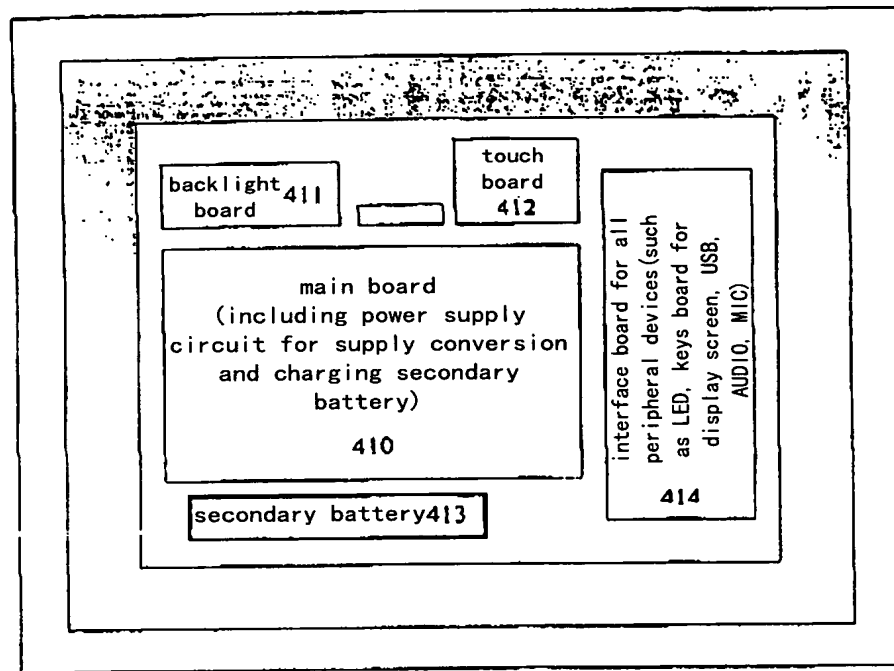 backlight 411
board
touch
board
412
main board
(including power supply
circuit for supply conversion
and charging secondary
battery)
410
secondary battery413
interface board for all
peripheral devices(such
as LED, keys board for
display screen, USB,
AUDIO, MIC)
414